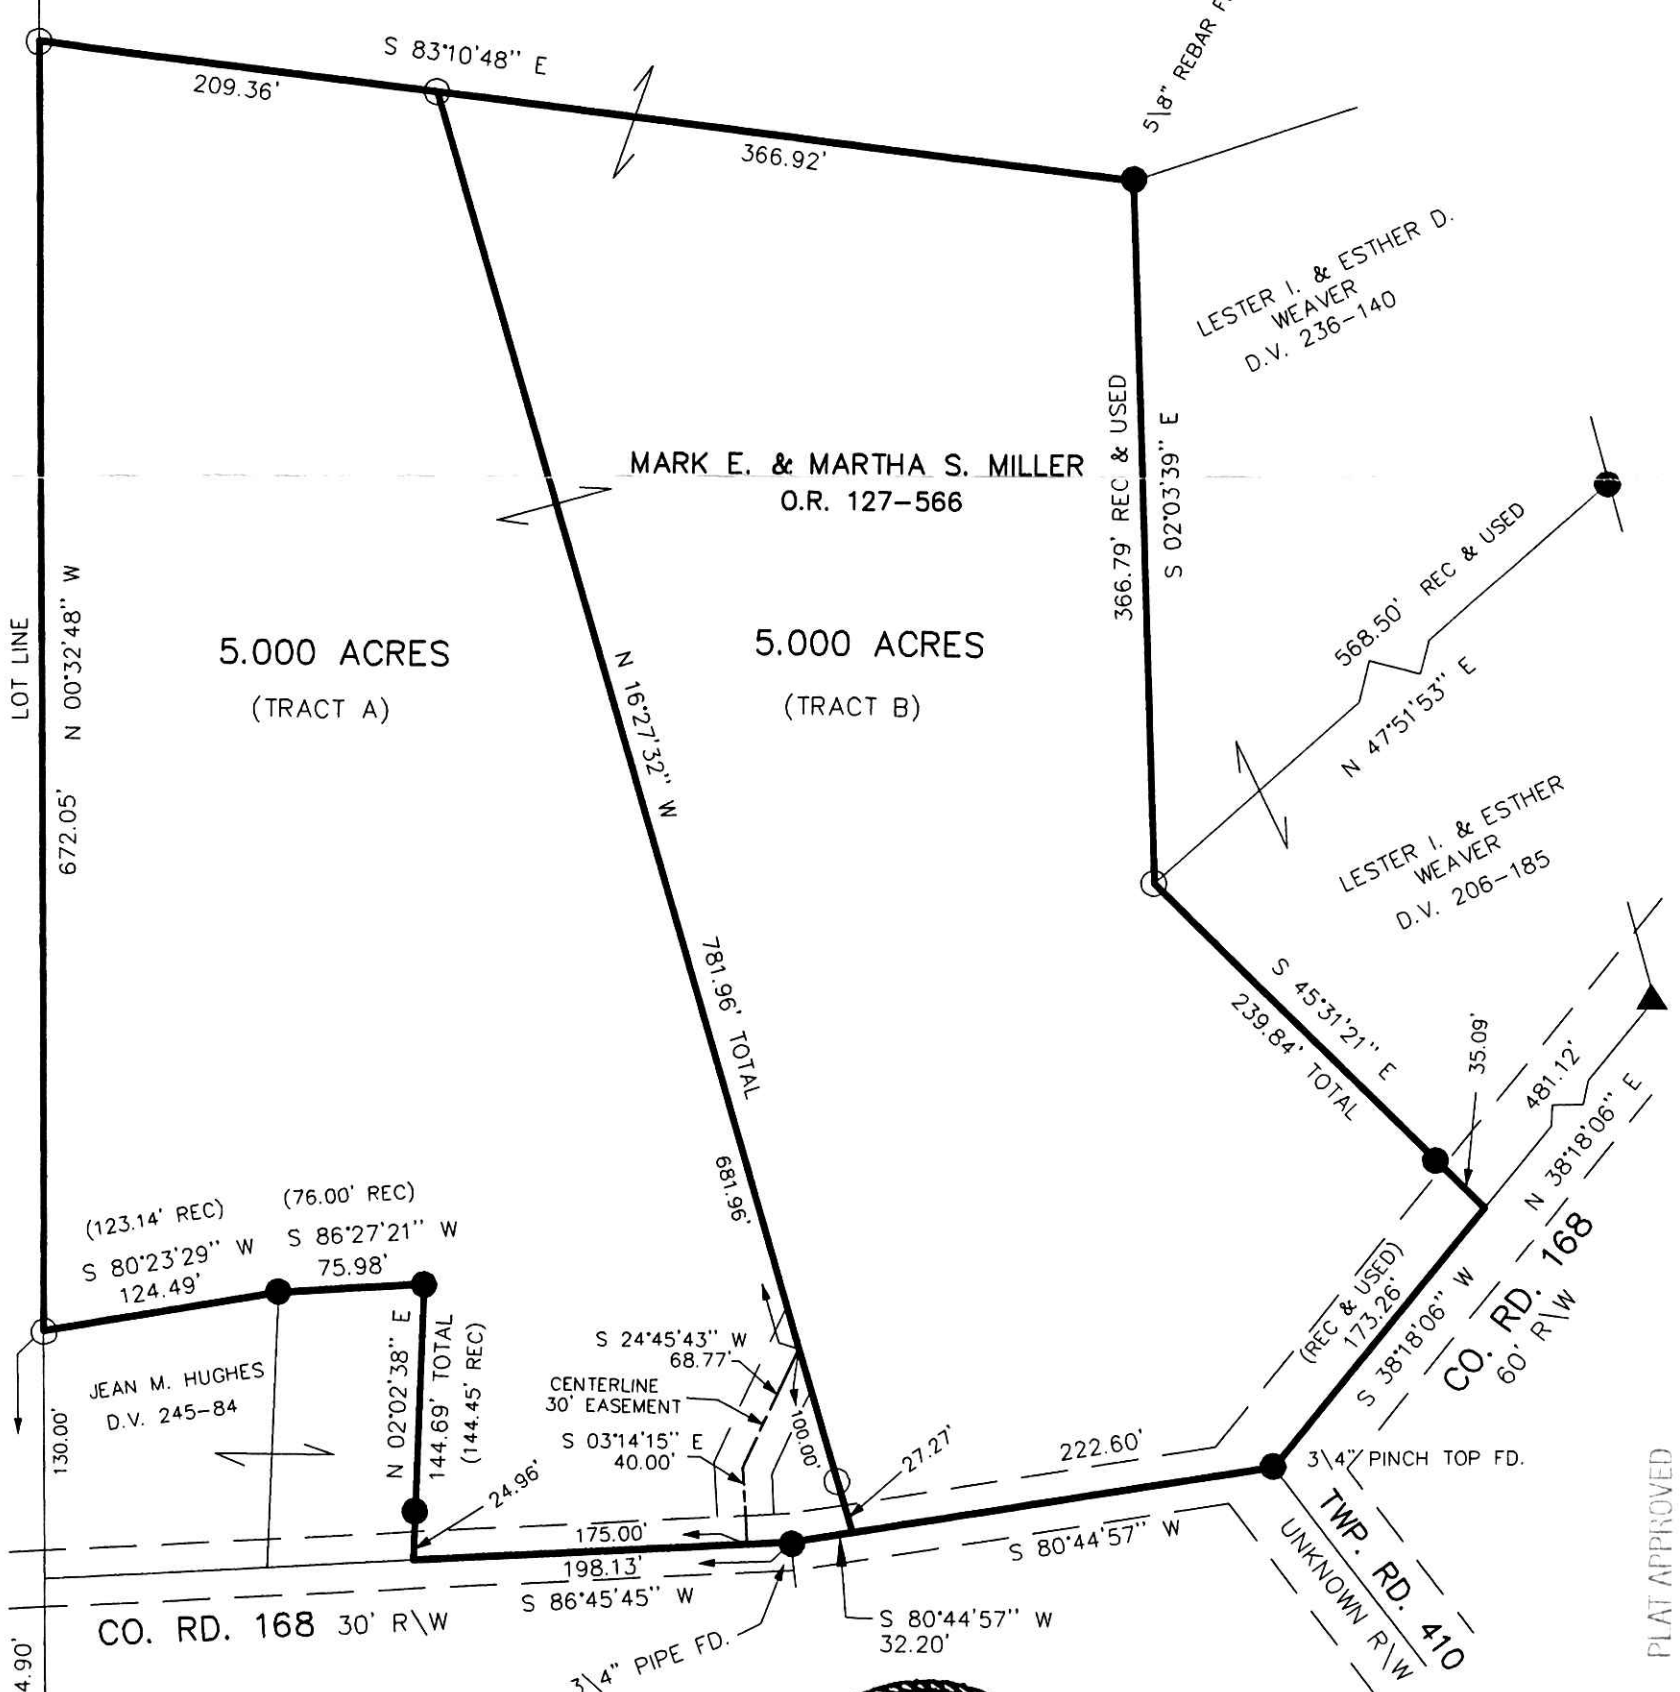 S 83°10'48" E
209.36'
366.92'
5\8" REBAR
LESTER I. & ESTHER D.
WEAVER
D.V. 236-140
366.79' REC & USED
S 02°03'39" E
MARK E. & MARTHA S. MILLER
O.R. 127-566
568.50' REC & USED
N 47°51'53" E
LOT LINE
N 00°32'48" W
672.05'
5.000 ACRES
(TRACT A)
N 16°27'32" W
781.96' TOTAL
681.96'
5.000 ACRES
(TRACT B)
LESTER I. & ESTHER
WEAVER
D.V. 206-185
S 45°31'21" E
239.84' TOTAL
35.09'
481.12'
N 38°18'06" E
(123.14' REC)
S 80°23'29" W
124.49'
(76.00' REC)
S 86°27'21" W
75.98'
JEAN M. HUGHES
D.V. 245-84
130.00'
N 02°02'38" E
144.69' TOTAL
(144.45' REC)
24.96'
S 24°45'43" W
68.77'
CENTERLINE
30' EASEMENT
S 03°14'15" E
40.00'
100.00'
27.27'
222.60'
(REC & USED)
173.26'
S 38°18'06" W
CO. RD. 168
60' R\W
3\4" PINCH TOP FD.
TWP. RD. 410
UNKNOWN R\W
175.00'
198.13'
S 86°45'45" W
S 80°44'57" W
CO. RD. 168 30' R\W
S 80°44'57" W
32.20'
3\4" PIPE FD.
4.90'
PLAT APPROVED